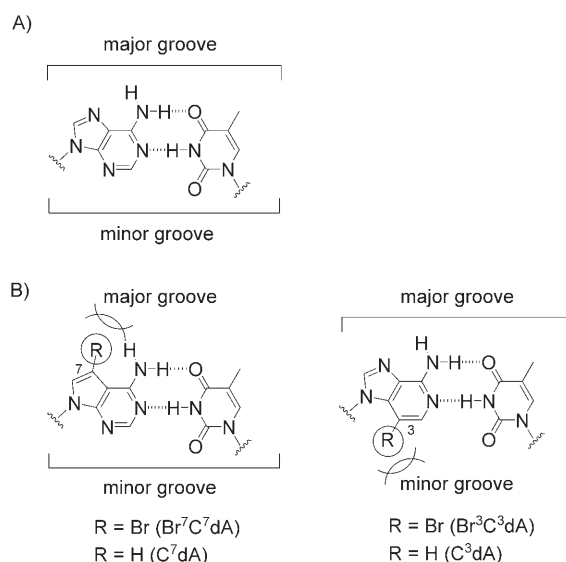 A)
major groove
H
N
N
H
O
N
N
N
H
N
N
O
minor groove
B)
major groove
major groove
R
H
7
N
H
O
N
N
N
H
N
N
O
minor groove
R = Br (Br⁷C⁷dA)
R = H (C⁷dA)
H
N
N
H
O
N
N
H
N
N
3
R
O
minor groove
R = Br (Br³C³dA)
R = H (C³dA)